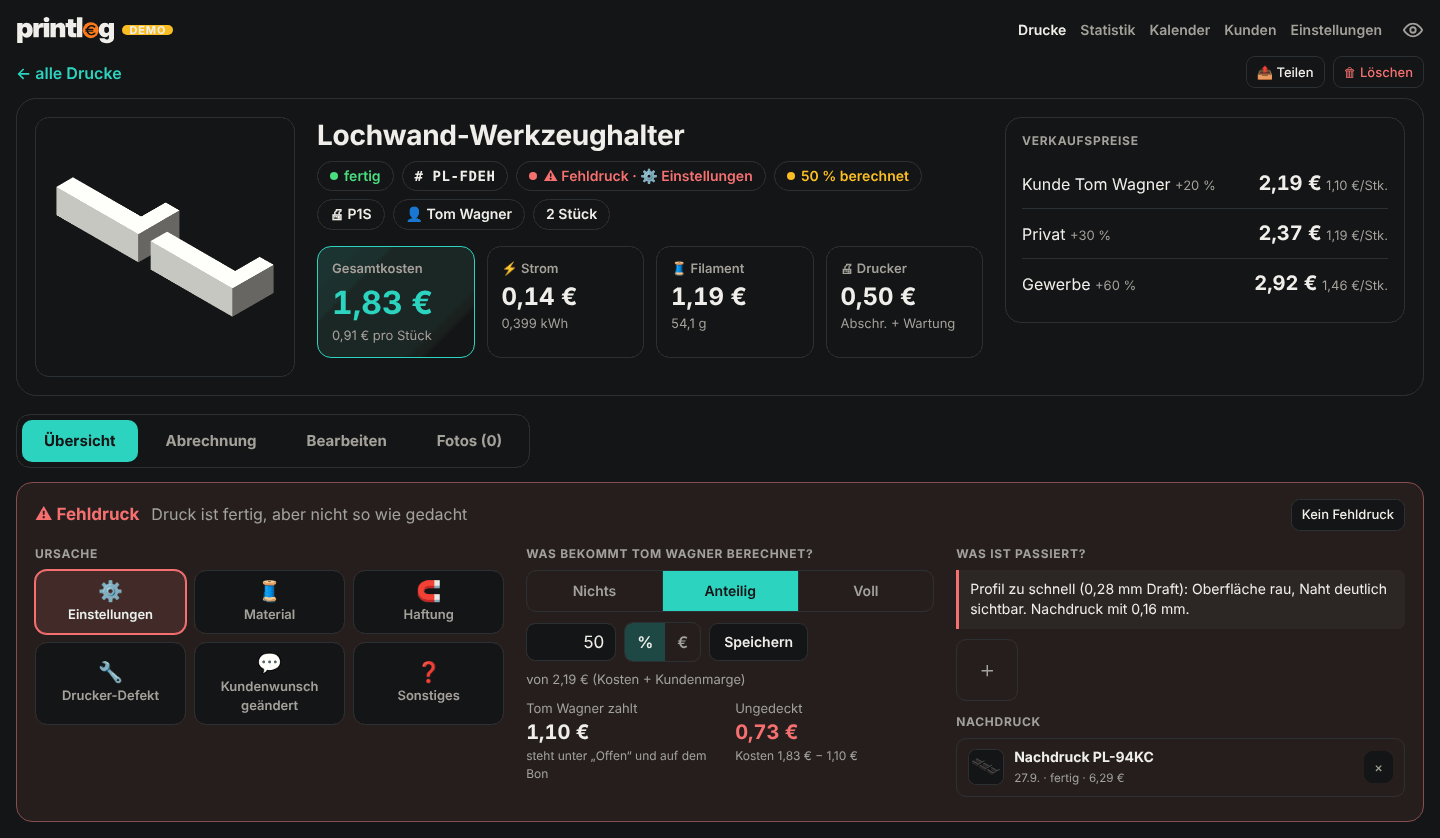 printlog DEMO
Drucke Statistik Kalender Kunden Einstellungen
← alle Drucke
Teilen
Löschen
Lochwand-Werkzeughalter
fertig
# PL-FDEH
Fehldruck · ⚙️ Einstellungen
50 % berechnet
P1S
Tom Wagner
2 Stück
Gesamtkosten
1,83 €
0,91 € pro Stück
Strom
0,14 €
0,399 kWh
Filament
1,19 €
54,1 g
Drucker
0,50 €
Abschr. + Wartung
VERKAUFSPREISE
Kunde Tom Wagner +20 % 2,19 € 1,10 €/Stk.
Privat +30 % 2,37 € 1,19 €/Stk.
Gewerbe +60 % 2,92 € 1,46 €/Stk.
Übersicht Abrechnung Bearbeiten Fotos (0)
Fehldruck Druck ist fertig, aber nicht so wie gedacht
Kein Fehldruck
URSACHE
Einstellungen
Material
Haftung
Drucker-Defekt
Kundenwunsch
geändert
Sonstiges
WAS BEKOMMT TOM WAGNER BERECHNET?
Nichts Anteilig Voll
50 % € Speichern
von 2,19 € (Kosten + Kundenmarge)
Tom Wagner zahlt
1,10 €
steht unter „Offen“ und auf dem
Bon
Ungedeckt
0,73 €
Kosten 1,83 € − 1,10 €
WAS IST PASSIERT?
Profil zu schnell (0,28 mm Draft): Oberfläche rau, Naht deutlich
sichtbar. Nachdruck mit 0,16 mm.
+
NACHDRUCK
Nachdruck PL-94KC
27.9. · fertig · 6,29 €
×